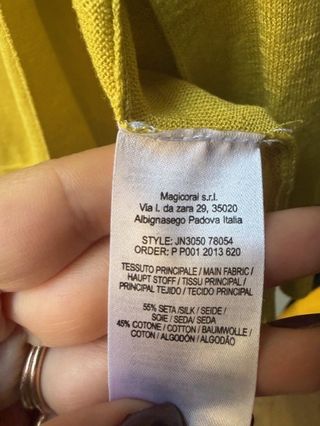 Magicoral s.r.l.
Via I. da zara 29, 35020
Albignasego Padova Italia
STYLE: JN3050 78054
ORDER: P P001 2013 620
TESSUTO PRINCIPALE / MAIN FABRIC /
HAUPT STOFF / TISSU PRINCIPAL /
PRINCIPAL TEJIDO / TECIDO PRINCIPAL
55% SETA /SILK / SEIDE /
SOIE / SEDA/ SEDA
45% COTONE / COTTON / BAUMWOLLE /
COTON / ALGODÓN / ALGODÃO